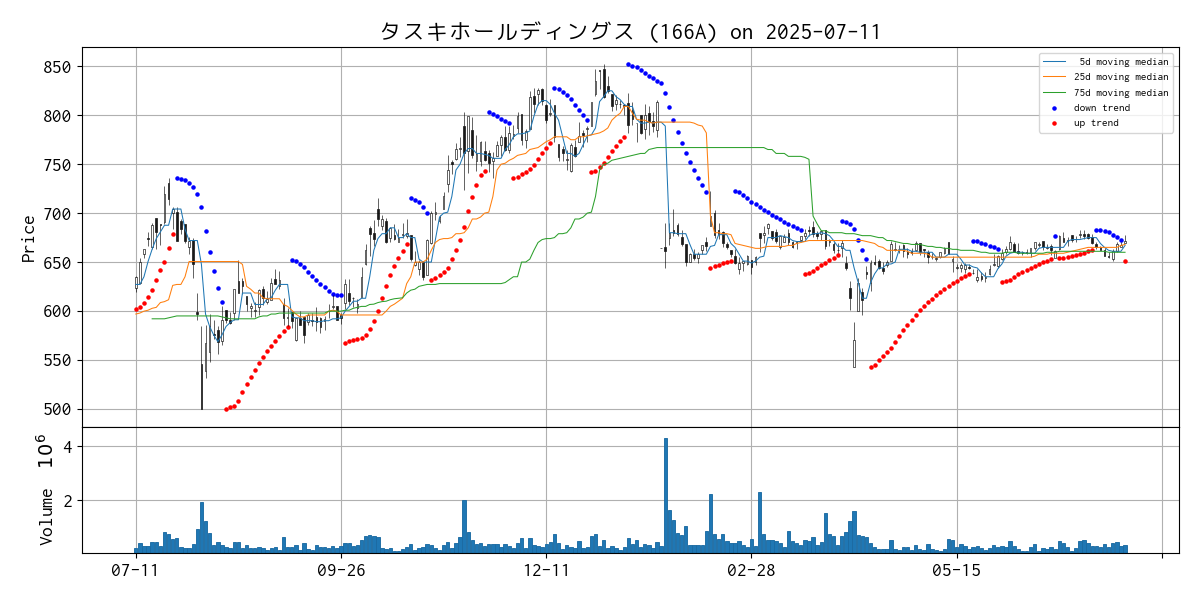 タスキホールディングス (166A) on 2025-07-11
850
800
750
700
650
600
550
500
Price
5d moving median
25d moving median
75d moving median
down trend
up trend
4
2
Volume 10^6
07-11
09-26
12-11
02-28
05-15